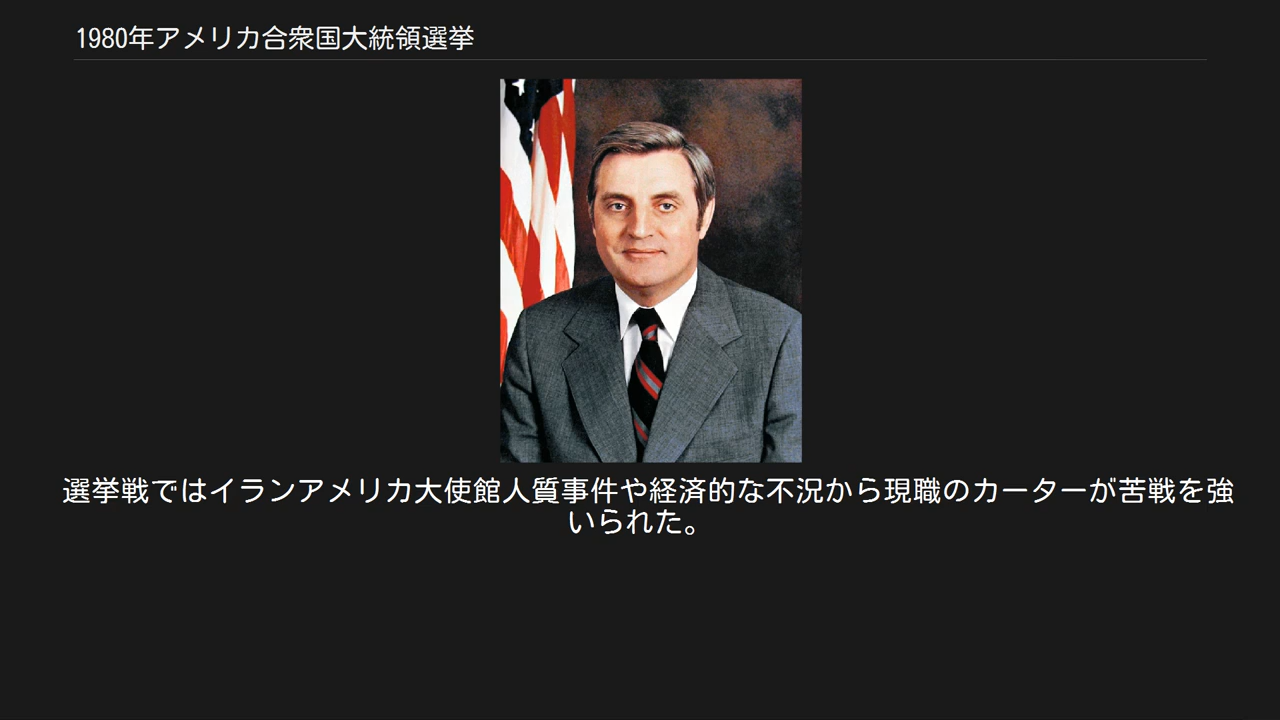 1980年アメリカ合衆国大統領選挙
選挙戦ではイランアメリカ大使館人質事件や経済的な不況から現職のカーターが苦戦を強
いられた。